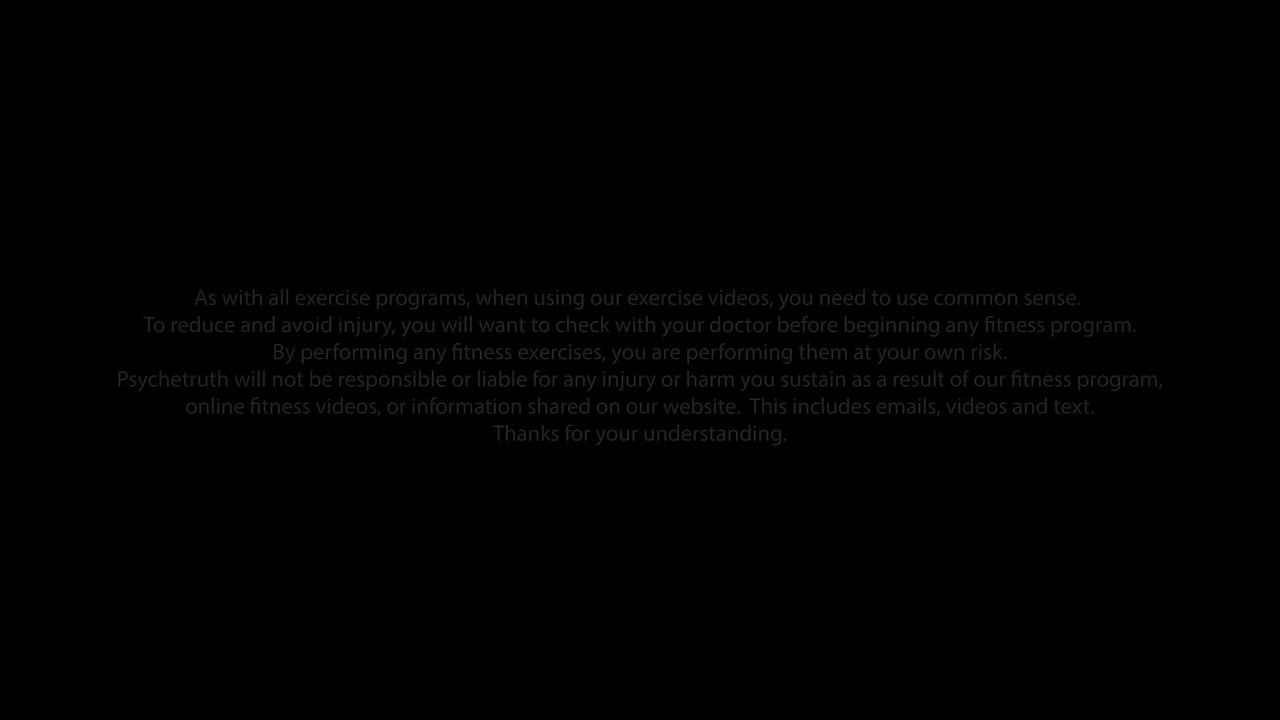 As with all exercise programs, when using our exercise videos, you need to use common sense.
To reduce and avoid injury, you will want to check with your doctor before beginning any fitness program.
By performing any fitness exercises, you are performing them at your own risk.
Psychetruth will not be responsible or liable for any injury or harm you sustain as a result of our fitness program,
online fitness videos, or information shared on our website.  This includes emails, videos and text.
Thanks for your understanding.